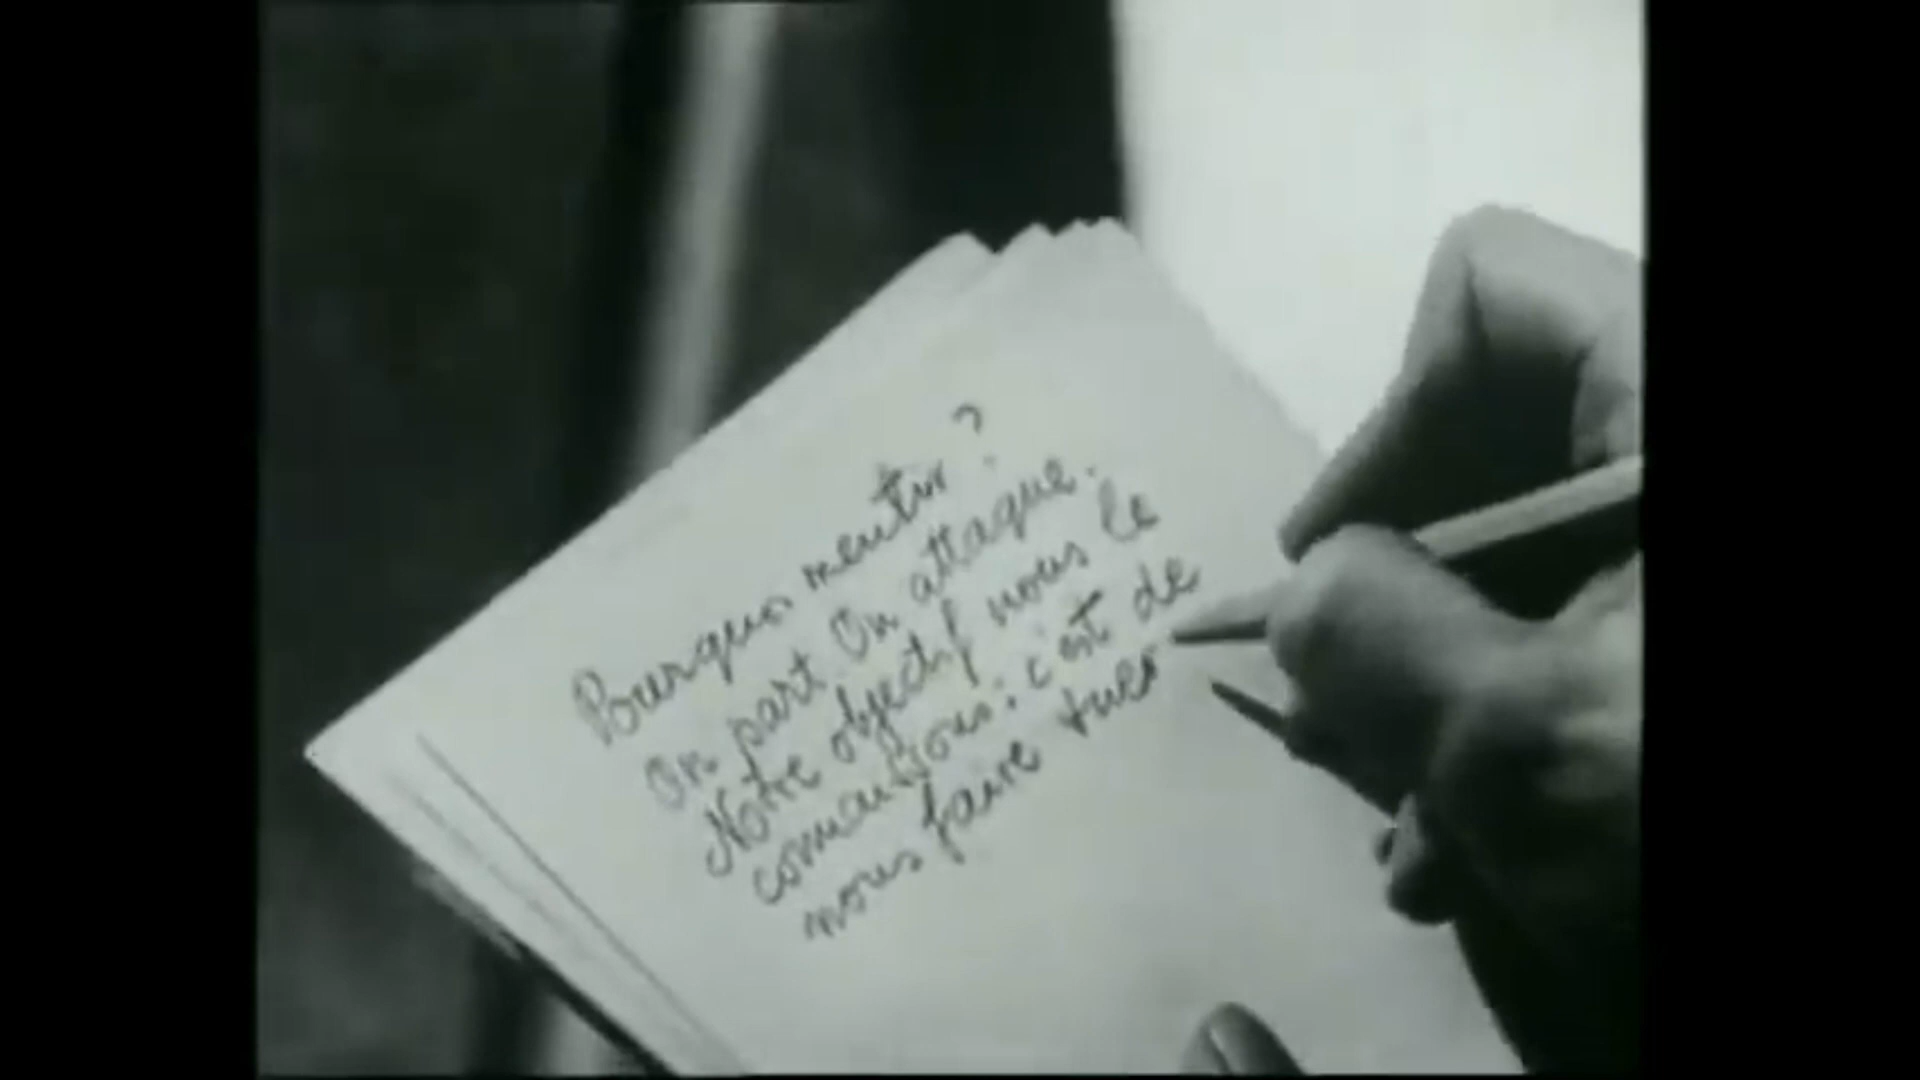 Pourquoi mentir ?
On part. On attaque.
Notre objectif nous le
connaissons : c'est de
nous faire tuer